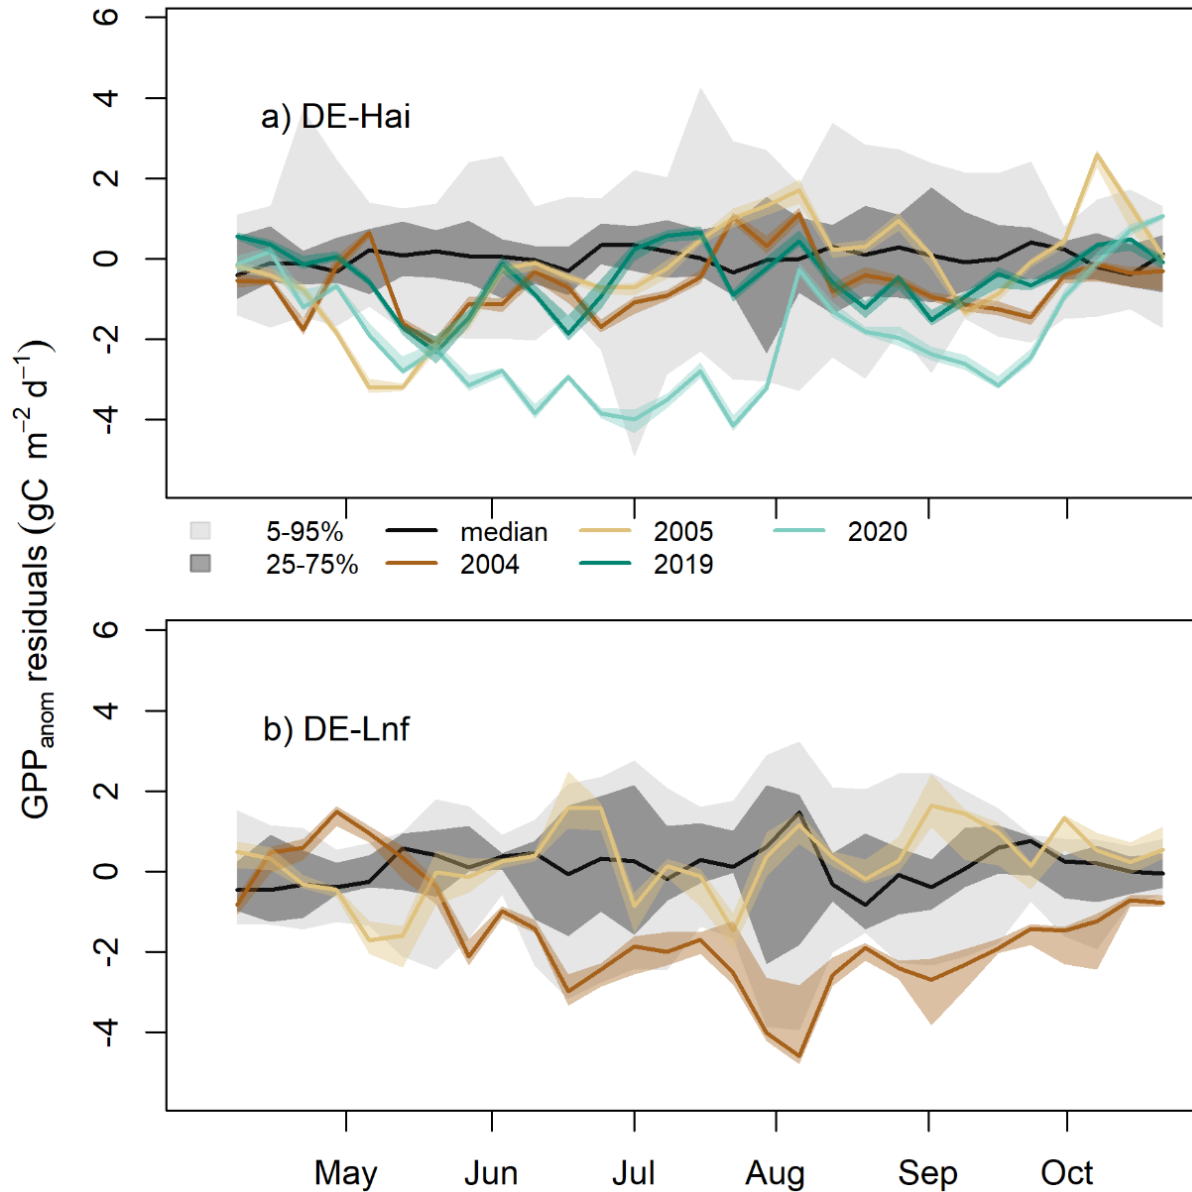 6
4
2
0
-2
-4
a) DE-Hai
GPPanom residuals (gC m−2 d−1)
5-95% median 2005 2020
25-75% 2004 2019
6
4
2
0
-2
-4
b) DE-Lnf
May Jun Jul Aug Sep Oct